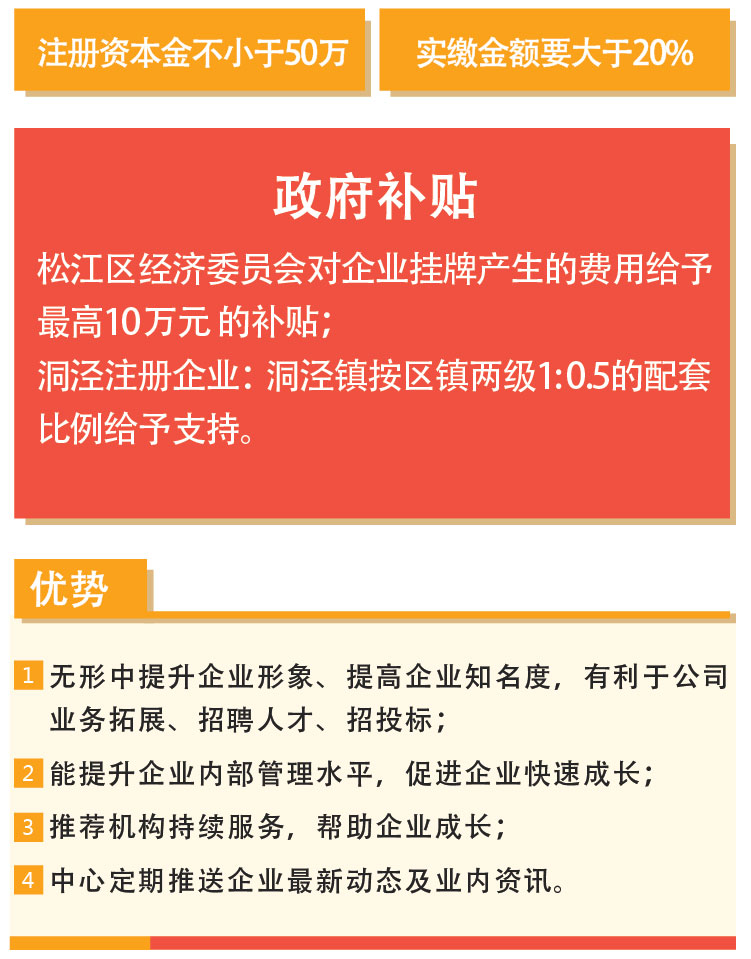 注册资本金不小于50万
实缴金额要大于20%
政府补贴
松江区经济委员会对企业挂牌产生的费用给予
最高10万元 的补贴；
洞泾注册企业：洞泾镇按区镇两级1:0.5的配套
比例给予支持。
优势
1 无形中提升企业形象、提高企业知名度，有利于公司
业务拓展、招聘人才、招投标；
2 能提升企业内部管理水平，促进企业快速成长；
3 推荐机构持续服务，帮助企业成长；
4 中心定期推送企业最新动态及业内资讯。